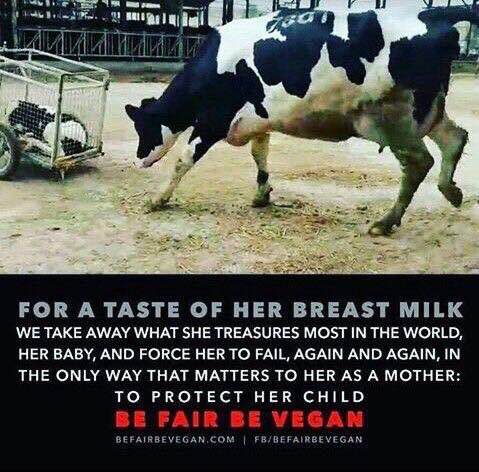 FOR A TASTE OF HER BREAST MILK
WE TAKE AWAY WHAT SHE TREASURES MOST IN THE WORLD,
HER BABY, AND FORCE HER TO FAIL, AGAIN AND AGAIN, IN
THE ONLY WAY THAT MATTERS TO HER AS A MOTHER:
TO PROTECT HER CHILD
BE FAIR BE VEGAN
BEFAIRBEVEGAN.COM | FB/BEFAIRBEVEGAN